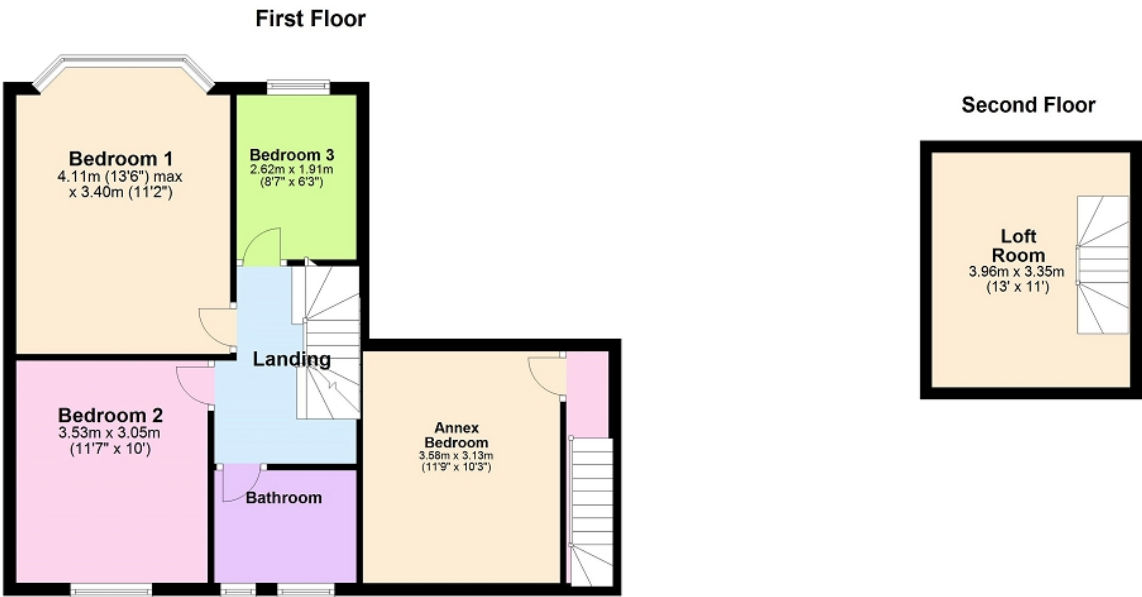 First Floor
Bedroom 1
4.11m (13'6") max
x 3.40m (11'2")
Bedroom 3
2.62m x 1.91m
(8'7" x 6'3")
Landing
Bedroom 2
3.53m x 3.05m
(11'7" x 10')
Bathroom
Annex
Bedroom
3.58m x 3.13m
(11'9" x 10'3")
Second Floor
Loft
Room
3.96m x 3.35m
(13' x 11')